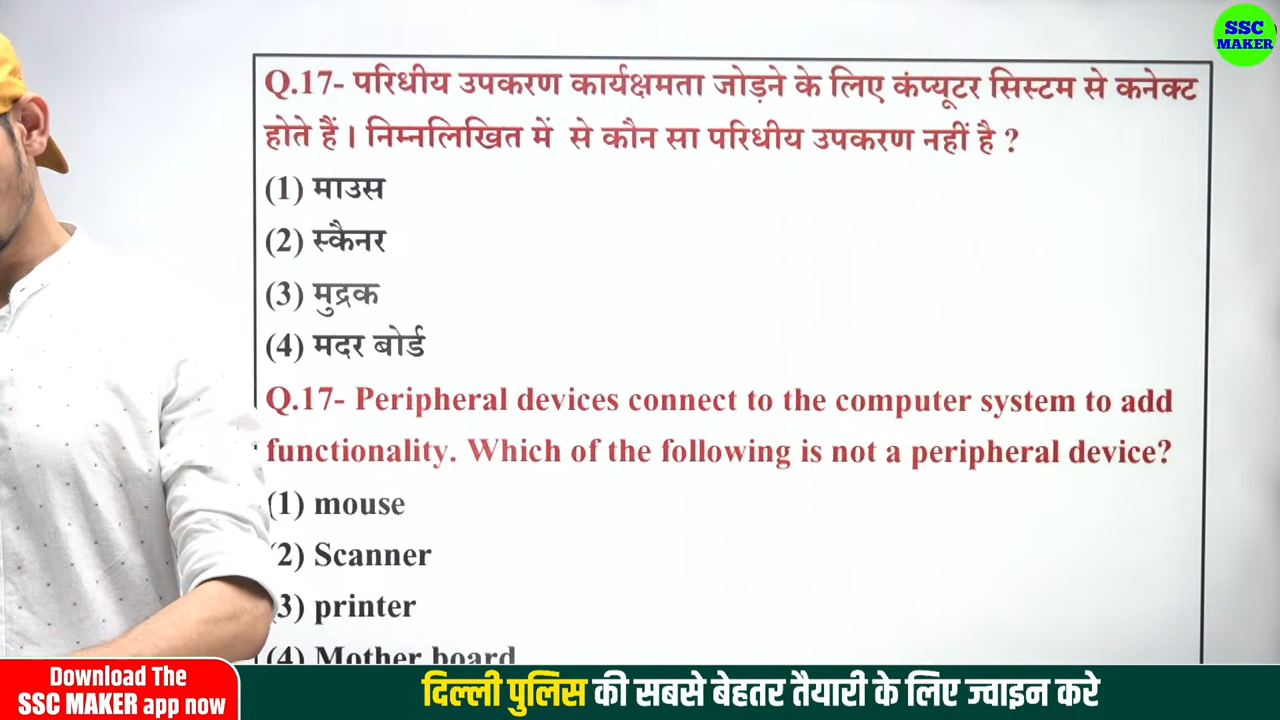 SSC
MAKER
Q.17- परिधीय उपकरण कार्यक्षमता जोड़ने के लिए कंप्यूटर सिस्टम से कनेक्ट
होते हैं। निम्नलिखित में से कौन सा परिधीय उपकरण नहीं है ?
(1) माउस
(2) स्कैनर
(3) मुद्रक
(4) मदर बोर्ड
Q.17- Peripheral devices connect to the computer system to add
functionality. Which of the following is not a peripheral device?
(1) mouse
(2) Scanner
(3) printer
(4) Mother board
Download The
SSC MAKER app now
दिल्ली पुलिस की सबसे बेहतर तैयारी के लिए ज्वाइन करे